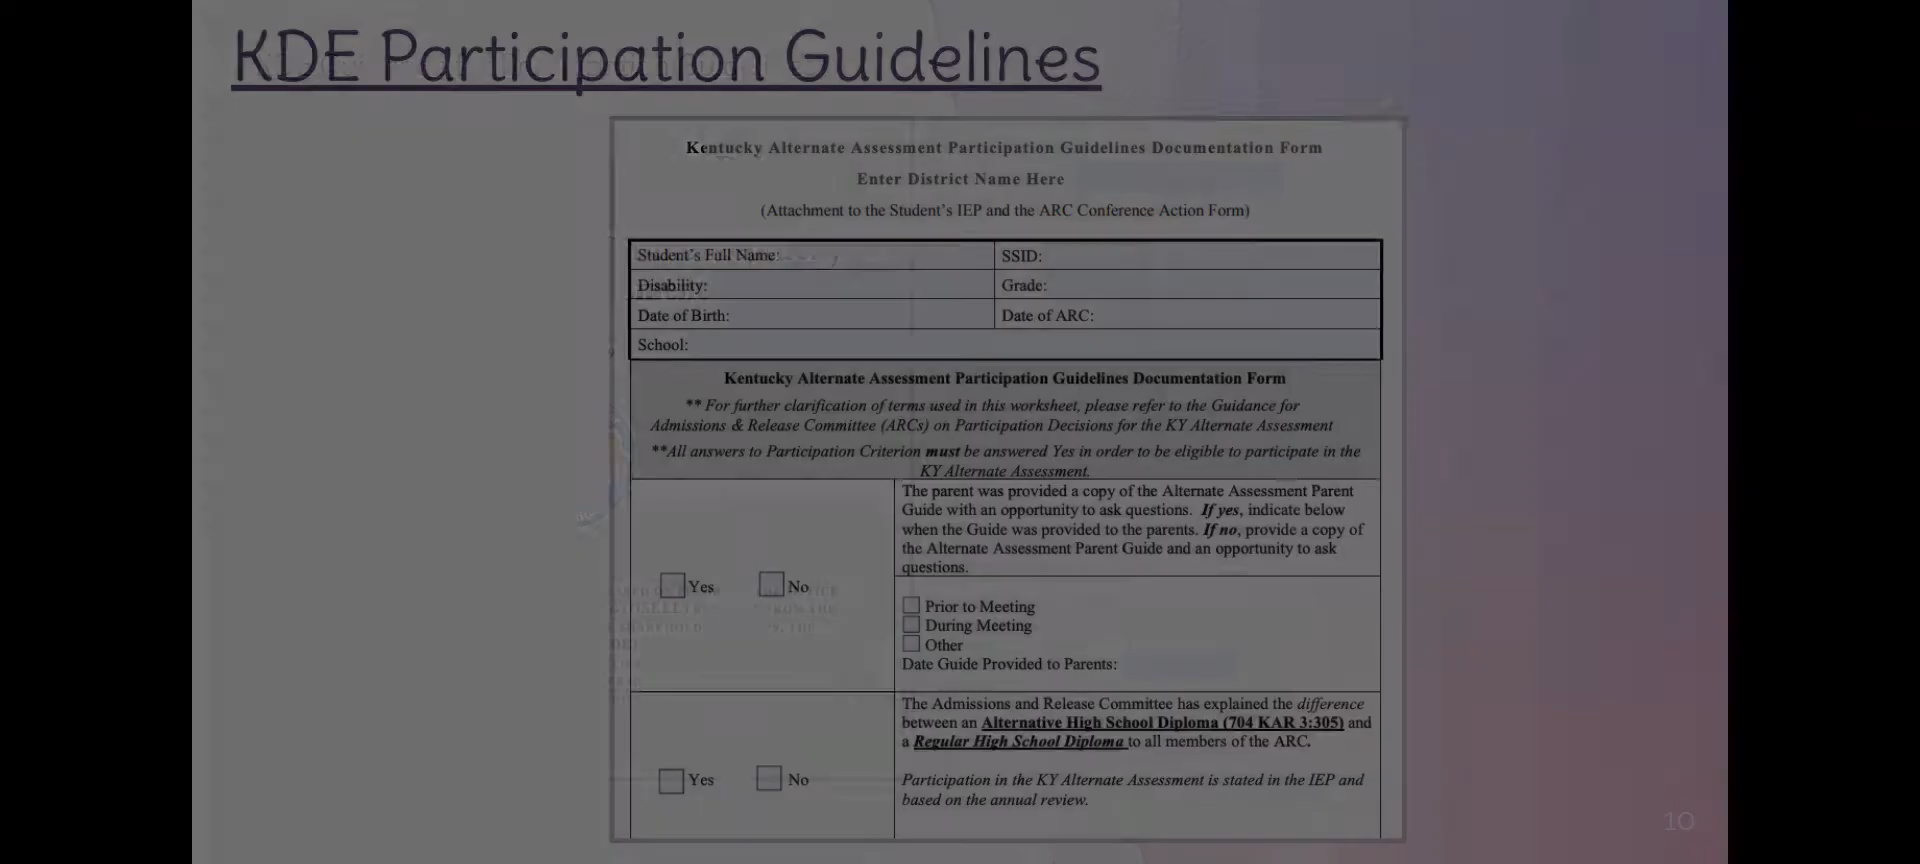 KDE Participation Guidelines
Kentucky Alternate Assessment Participation Guidelines Documentation Form
Enter District Name Here
(Attachment to the Student's IEP and the ARC Conference Action Form)
Student's Full Name:
SSID:
Disability:
Grade:
Date of Birth:
Date of ARC:
School:
Kentucky Alternate Assessment Participation Guidelines Documentation Form
** For further clarification of terms used in this worksheet, please refer to the Guidance for
Admissions & Release Committee (ARCs) on Participation Decisions for the KY Alternate Assessment
**All answers to Participation Criterion must be answered Yes in order to be eligible to participate in the
KY Alternate Assessment.
Yes
No
The parent was provided a copy of the Alternate Assessment Parent
Guide with an opportunity to ask questions. If yes, indicate below
when the Guide was provided to the parents. If no, provide a copy of
the Alternate Assessment Parent Guide and an opportunity to ask
questions.
Prior to Meeting
During Meeting
Other
Date Guide Provided to Parents:
Yes
No
The Admissions and Release Committee has explained the difference
between an Alternative High School Diploma (704 KAR 3:305) and
a Regular High School Diploma to all members of the ARC.
Participation in the KY Alternate Assessment is stated in the IEP and
based on the annual review.
10